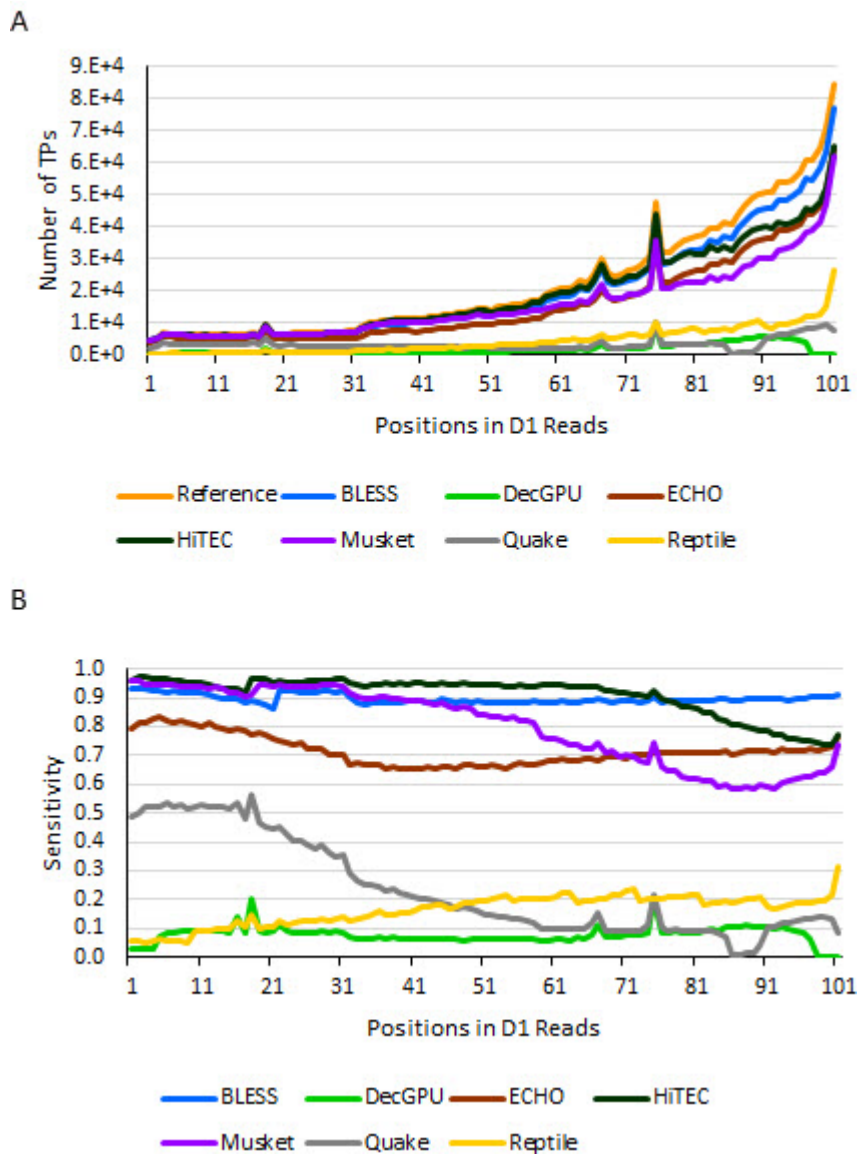 A
9.E+4
8.E+4
7.E+4
6.E+4
5.E+4
4.E+4
3.E+4
2.E+4
1.E+4
0.E+0
Number of TPs
1 11 21 31 41 51 61 71 81 91 101
Positions in D1 Reads
Reference BLESS DecGPU ECHO
HiTEC Musket Quake Reptile
B
1.0
0.9
0.8
0.7
0.6
0.5
0.4
0.3
0.2
0.1
0.0
Sensitivity
1 11 21 31 41 51 61 71 81 91 101
Positions in D1 Reads
BLESS DecGPU ECHO HiTEC
Musket Quake Reptile